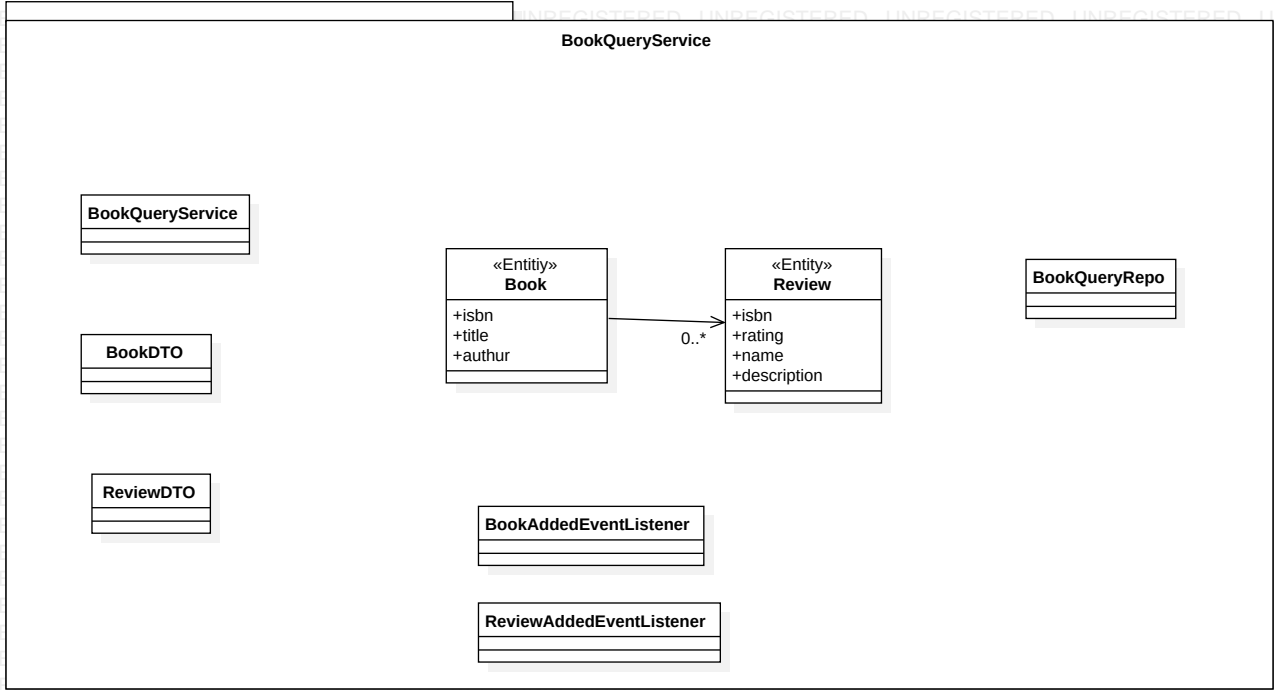 UNREGISTERED UNREGISTERED UNREGISTERED UNREGISTERED
BookQueryService
BookQueryService
«Entitiy»
Book
+isbn
+title
+authur
0..*
«Entity»
Review
+isbn
+rating
+name
+description
BookQueryRepo
BookDTO
ReviewDTO
BookAddedEventListener
ReviewAddedEventListener